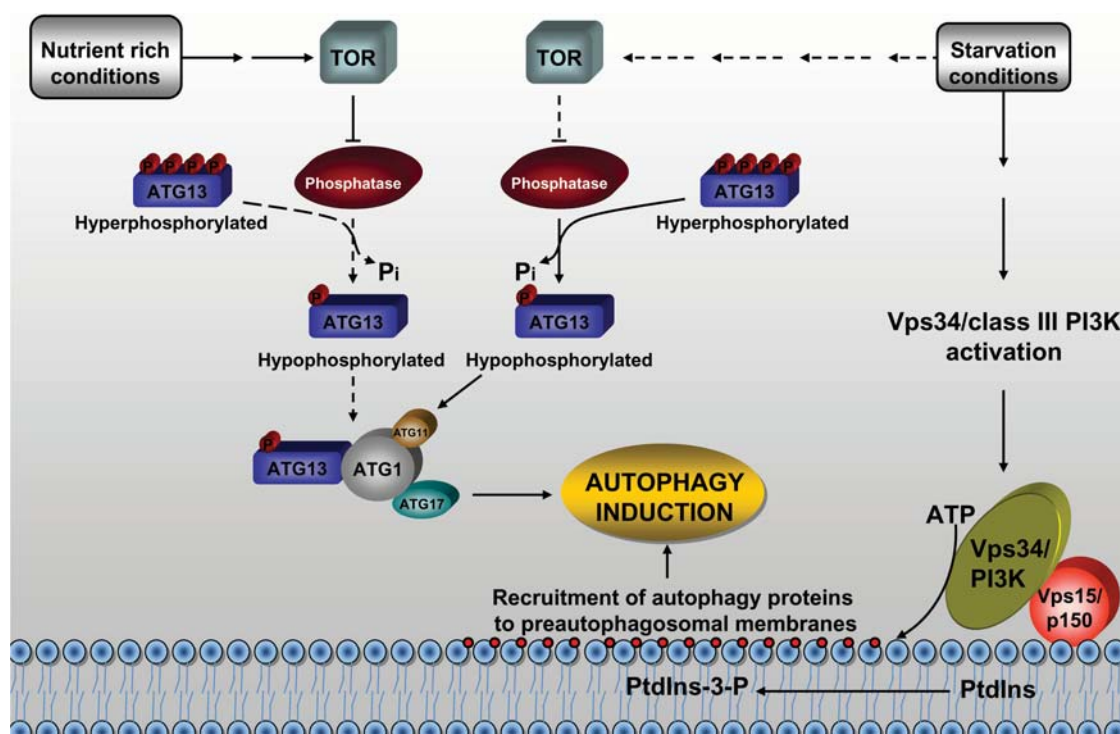 Nutrient rich
conditions
TOR
TOR
Starvation
conditions
P P P P
ATG13
Hyperphosphorylated
Phosphatase
Phosphatase
P P P P
ATG13
Hyperphosphorylated
Pi
Pi
P
ATG13
Hypophosphorylated
P
ATG13
Hypophosphorylated
Vps34/class III PI3K
activation
P
ATG13
ATG1
ATG11
ATG17
AUTOPHAGY
INDUCTION
ATP
Vps34/
PI3K
Vps15/
p150
Recruitment of autophagy proteins
to preautophagosomal membranes
PtdIns-3-P
PtdIns